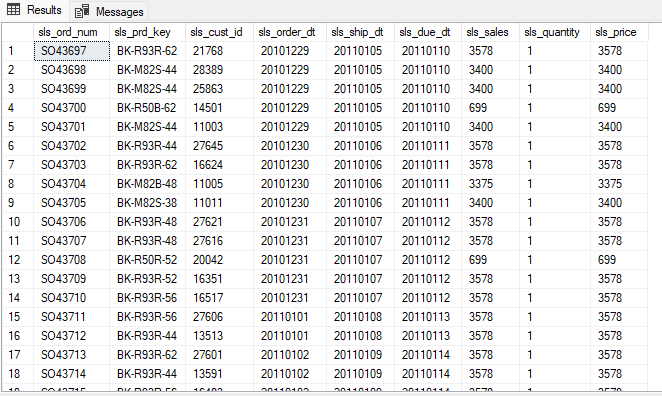 Results Messages
sls_ord_num sls_prd_key sls_cust_id sls_order_dt sls_ship_dt sls_due_dt sls_sales sls_quantity sls_price
1 SO43697 BK-R93R-62 21768 20101229 20110105 20110110 3578 1 3578
2 SO43698 BK-M82S-44 28389 20101229 20110105 20110110 3400 1 3400
3 SO43699 BK-M82S-44 25863 20101229 20110105 20110110 3400 1 3400
4 SO43700 BK-R50B-62 14501 20101229 20110105 20110110 699 1 699
5 SO43701 BK-M82S-44 11003 20101229 20110105 20110110 3400 1 3400
6 SO43702 BK-R93R-44 27645 20101230 20110106 20110111 3578 1 3578
7 SO43703 BK-R93R-62 16624 20101230 20110106 20110111 3578 1 3578
8 SO43704 BK-M82B-48 11005 20101230 20110106 20110111 3375 1 3375
9 SO43705 BK-M82S-38 11011 20101230 20110106 20110111 3400 1 3400
10 SO43706 BK-R93R-48 27621 20101231 20110107 20110112 3578 1 3578
11 SO43707 BK-R93R-48 27616 20101231 20110107 20110112 3578 1 3578
12 SO43708 BK-R50R-52 20042 20101231 20110107 20110112 699 1 699
13 SO43709 BK-R93R-52 16351 20101231 20110107 20110112 3578 1 3578
14 SO43710 BK-R93R-56 16517 20101231 20110107 20110112 3578 1 3578
15 SO43711 BK-R93R-56 27606 20110101 20110108 20110113 3578 1 3578
16 SO43712 BK-R93R-44 13513 20110101 20110108 20110113 3578 1 3578
17 SO43713 BK-R93R-62 27601 20110102 20110109 20110114 3578 1 3578
18 SO43714 BK-R93R-44 13591 20110102 20110109 20110114 3578 1 3578